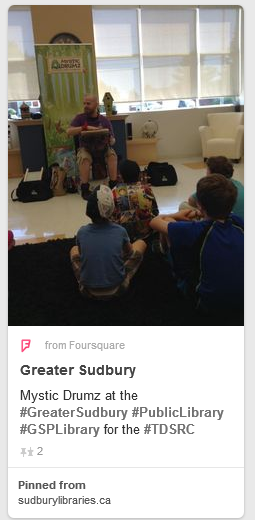 MYSTIC
DRUMZ
from Foursquare
Greater Sudbury
Mystic Drumz at the
#GreaterSudbury #PublicLibrary
#GSPLibrary for the #TDSRC
2
Pinned from
sudburylibraries.ca